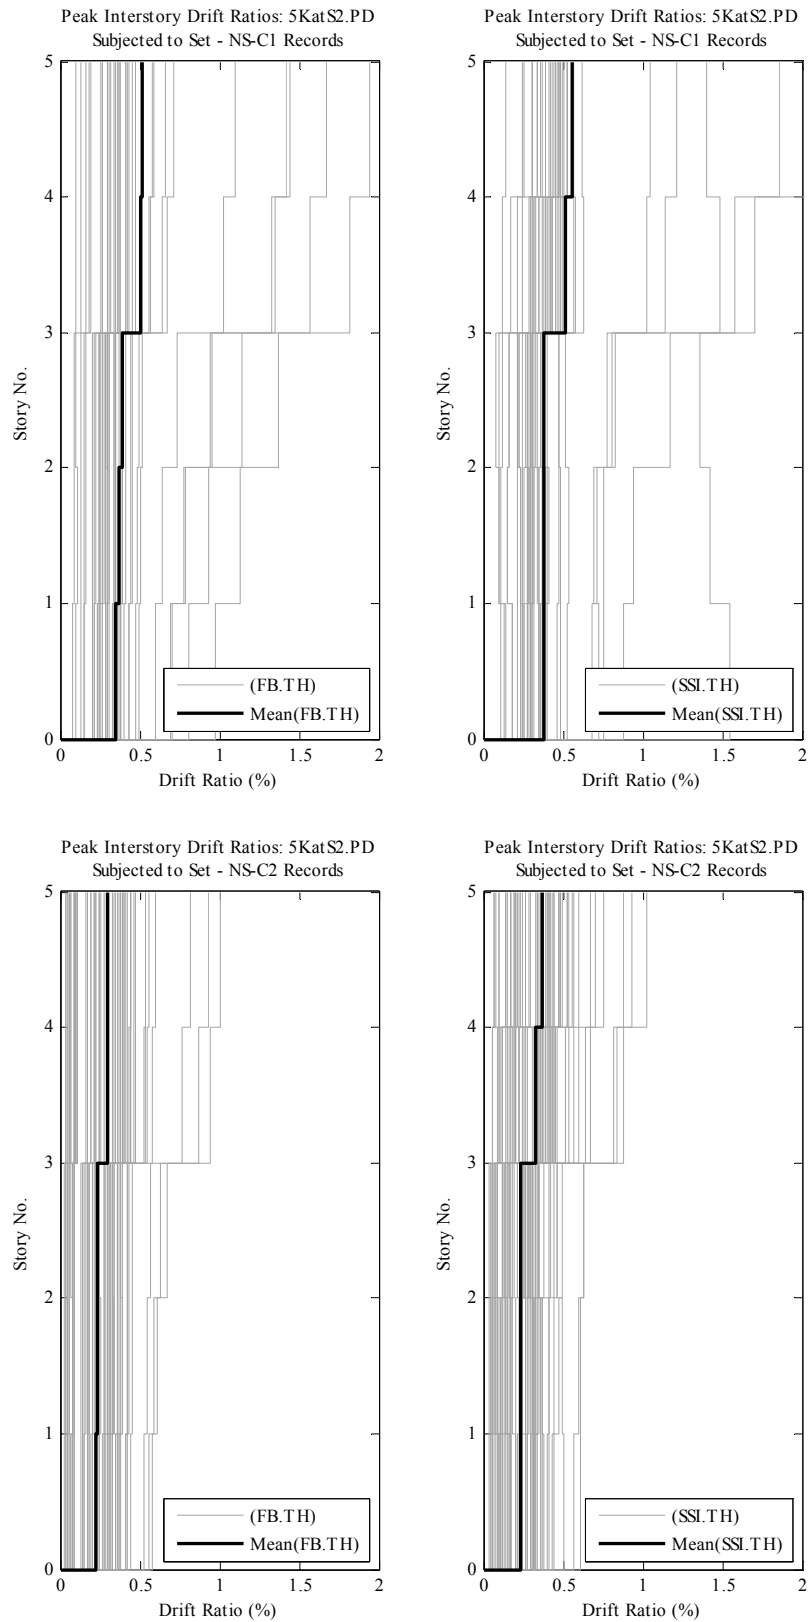 Peak Interstory Drift Ratios: 5KatS2.PD
Subjected to Set - NS-C1 Records
5
4
3
2
1
0
Story No.
(FB.TH)
Mean(FB.TH)
0 0.5 1 1.5 2
Drift Ratio (%)
Peak Interstory Drift Ratios: 5KatS2.PD
Subjected to Set - NS-C1 Records
5
4
3
2
1
0
Story No.
(SSI.TH)
Mean(SSI.TH)
0 0.5 1 1.5 2
Drift Ratio (%)
Peak Interstory Drift Ratios: 5KatS2.PD
Subjected to Set - NS-C2 Records
5
4
3
2
1
0
Story No.
(FB.TH)
Mean(FB.TH)
0 0.5 1 1.5 2
Drift Ratio (%)
Peak Interstory Drift Ratios: 5KatS2.PD
Subjected to Set - NS-C2 Records
5
4
3
2
1
0
Story No.
(SSI.TH)
Mean(SSI.TH)
0 0.5 1 1.5 2
Drift Ratio (%)